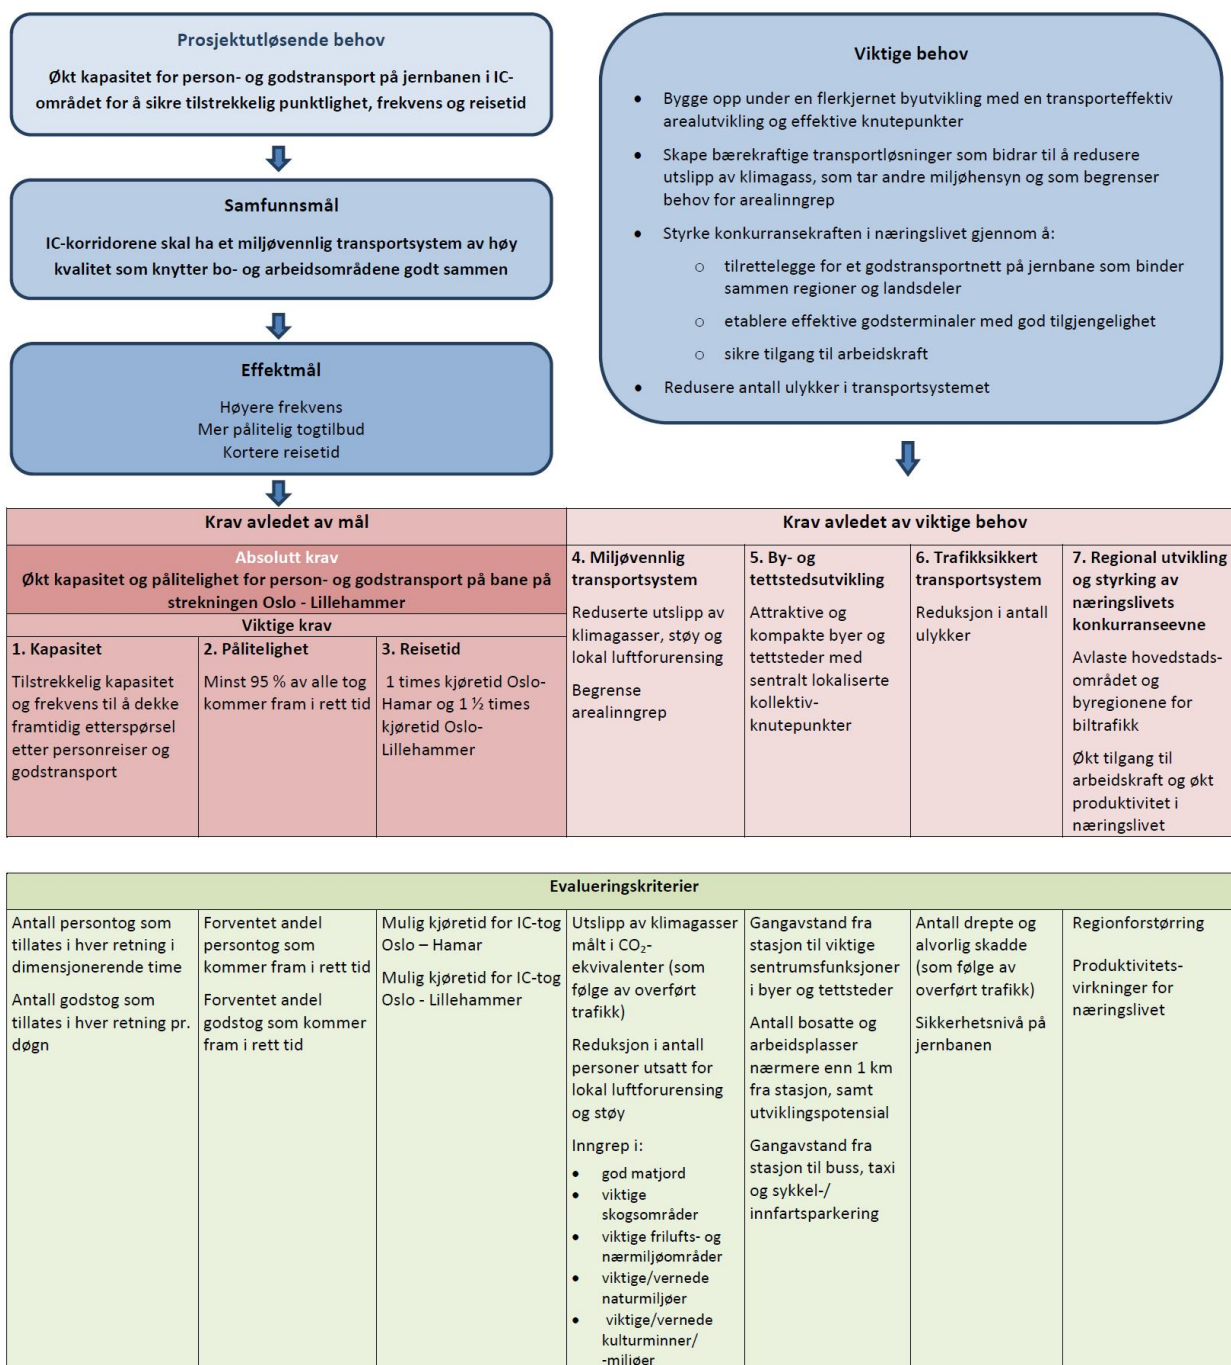 Prosjektutløsende behov
Økt kapasitet for person- og godstransport på jernbanen i IC-
området for å sikre tilstrekkelig punktlighet, frekvens og reisetid
Samfunnsmål
IC-korridorene skal ha et miljøvennlig transportsystem av høy
kvalitet som knytter bo- og arbeidsområdene godt sammen
Effektmål
Høyere frekvens
Mer pålitelig togtilbud
Kortere reisetid
Viktige behov
• Bygge opp under en flerkjernet byutvikling med en transporteffektiv
arealutvikling og effektive knutepunkter
• Skape bærekraftige transportløsninger som bidrar til å redusere
utslipp av klimagass, som tar andre miljøhensyn og som begrenser
behov for arealinngrep
• Styrke konkurransekraften i næringslivet gjennom å:
o tilrettelegge for et godstransportnett på jernbane som binder
sammen regioner og landsdeler
o etablere effektive godsterminaler med god tilgjengelighet
o sikre tilgang til arbeidskraft
• Redusere antall ulykker i transportsystemet
Krav avledet av mål
Absolutt krav
Økt kapasitet og pålitelighet for person- og godstransport på bane på
strekningen Oslo - Lillehammer
Viktige krav
1. Kapasitet
Tilstrekkelig kapasitet
og frekvens til å dekke
framtidig etterspørsel
etter personreiser og
godstransport
2. Pålitelighet
Minst 95 % av alle tog
kommer fram i rett tid
3. Reisetid
1 times kjøretid Oslo-
Hamar og 1 ½ times
kjøretid Oslo-
Lillehammer
Krav avledet av viktige behov
4. Miljøvennlig
transportsystem
Reduserte utslipp av
klimagasser, støy og
lokal luftforurensing
Begrense
arealinngrep
5. By- og
tettstedsutvikling
Attraktive og
kompakte byer og
tettsteder med
sentralt lokaliserte
kollektiv-
knutepunkter
6. Trafikksikkert
transportsystem
Reduksjon i antall
ulykker
7. Regional utvikling
og styrking av
næringslivets
konkurranseevne
Avlaste hovedstads-
området og
byregionene for
biltrafikk
Økt tilgang til
arbeidskraft og økt
produktivitet i
næringslivet
Evalueringskriterier
Antall persontog som
tillates i hver retning i
dimensjonerende time
Antall godstog som
tillates i hver retning pr.
døgn
Forventet andel
persontog som
kommer fram i rett tid
Forventet andel
godstog som kommer
fram i rett tid
Mulig kjøretid for IC-tog
Oslo – Hamar
Mulig kjøretid for IC-tog
Oslo - Lillehammer
Utslipp av klimagasser
målt i CO₂-
ekvivalenter (som
følge av overført
trafikk)
Reduksjon i antall
personer utsatt for
lokal luftforurensing
og støy
Inngrep i:
• god matjord
• viktige
skogsområder
• viktige frilufts- og
nærmiljøområder
• viktige/vernede
naturmiljøer
• viktige/vernede
kulturminner/
-miljøer
Gangavstand fra
stasjon til viktige
sentrumsfunksjoner
i byer og tettsteder
Antall bosatte og
arbeidsplasser
nærmere enn 1 km
fra stasjon, samt
utviklingspotensial
Gangavstand fra
stasjon til buss, taxi
og sykkel-/
innfartsparkering
Antall drepte og
alvorlig skadde
(som følge av
overført trafikk)
Sikkerhetsnivå på
jernbanen
Regionforstørring
Produktivitets-
virkninger for
næringslivet